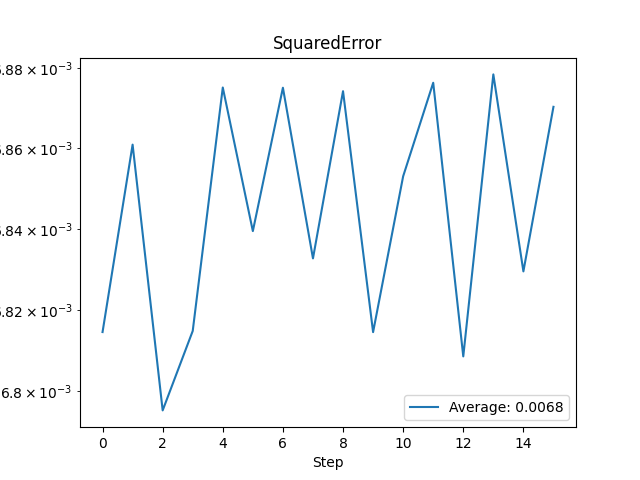 SquaredError
6.88 × 10⁻³
6.86 × 10⁻³
6.84 × 10⁻³
6.82 × 10⁻³
6.8 × 10⁻³
Average: 0.0068
0 2 4 6 8 10 12 14
Step